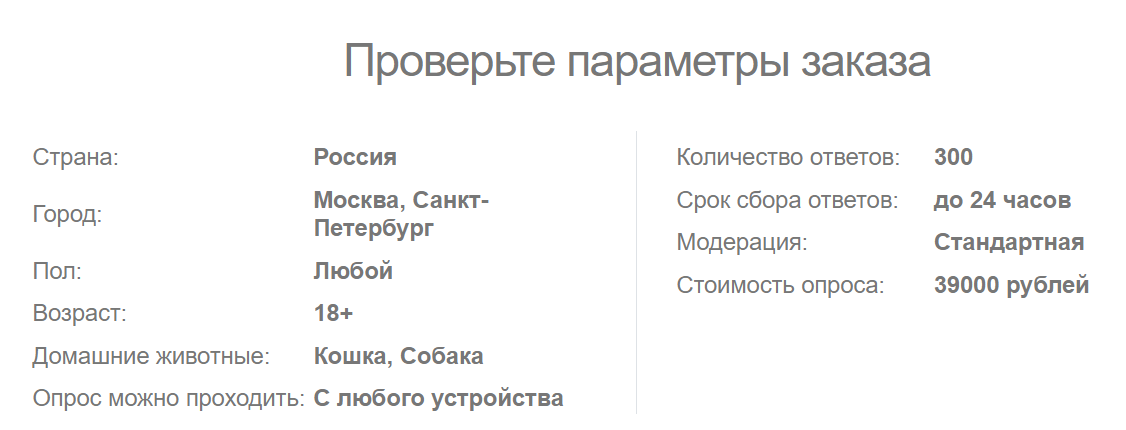 Проверьте параметры заказа
Страна: Россия
Город: Москва, Санкт-
Петербург
Пол: Любой
Возраст: 18+
Домашние животные: Кошка, Собака
Опрос можно проходить: С любого устройства
Количество ответов: 300
Срок сбора ответов: до 24 часов
Модерация: Стандартная
Стоимость опроса: 39000 рублей